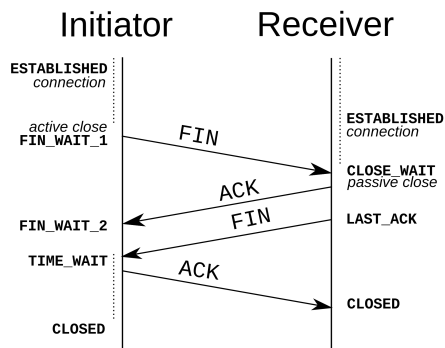 Initiator
Receiver
ESTABLISHED
connection
active close
FIN_WAIT_1
FIN
ESTABLISHED
connection
CLOSE_WAIT
passive close
ACK
FIN
LAST_ACK
FIN_WAIT_2
TIME_WAIT
ACK
CLOSED
CLOSED